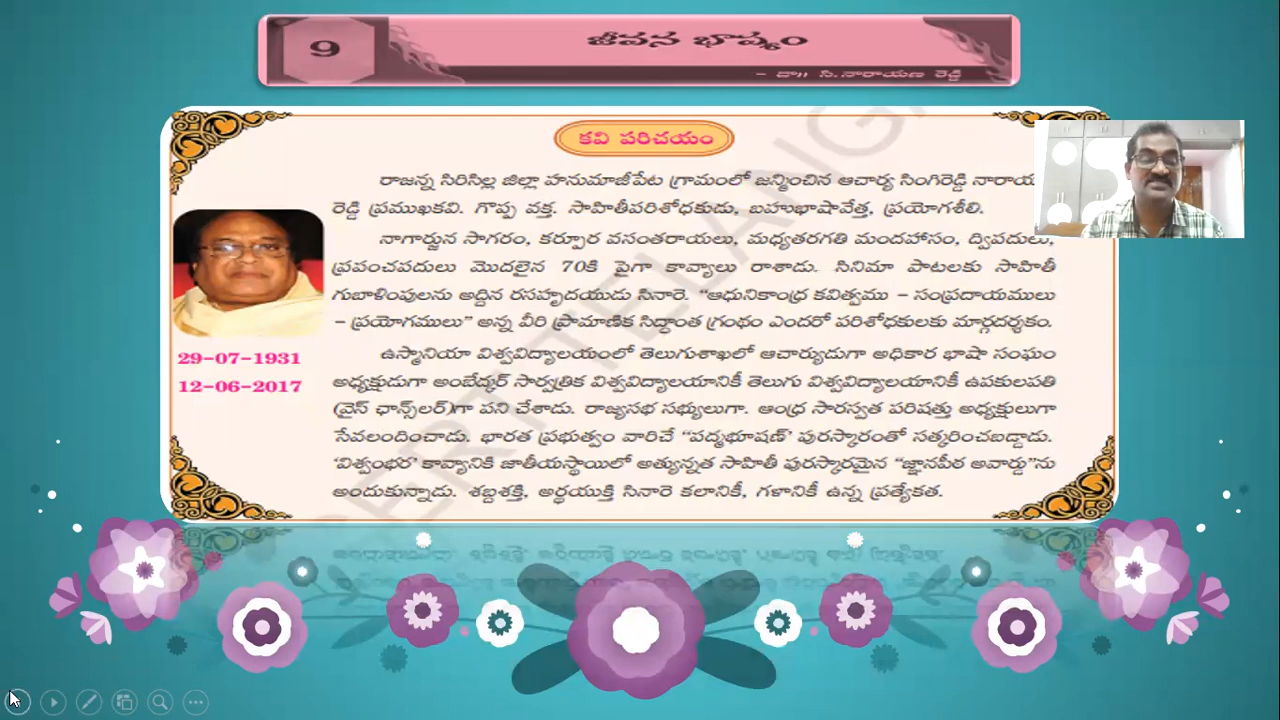 9
జీవన భాష్యం
- డా॥ సి.నారాయణ రెడ్డి
కవి పరిచయం
రాజన్న సిరిసిల్ల జిల్లా హనుమాజీపేట గ్రామంలో జన్మించిన ఆచార్య సింగిరెడ్డి నారాయ
రెడ్డి ప్రముఖకవి. గొప్ప వక్త. సాహితీపరిశోధకుడు, బహుభాషావేత్త, ప్రయోగశీలి.
నాగార్జున సాగరం, కర్పూర వసంతరాయలు, మధ్యతరగతి మందహాసం, ద్విపదులు,
ప్రపంచపదులు మొదలైన 70కి పైగా కావ్యాలు రాశాడు. సినిమా పాటలకు సాహితీ
గుబాళింపులను అద్దిన రసహృదయుడు సినారె. "ఆధునికాంధ్ర కవిత్వము - సంప్రదాయములు
- ప్రయోగములు" అన్న వీరి ప్రామాణిక సిద్ధాంత గ్రంథం ఎందరో పరిశోధకులకు మార్గదర్శకం.
29-07-1931
12-06-2017
ఉస్మానియా విశ్వవిద్యాలయంలో తెలుగుశాఖలో ఆచార్యుడుగా అధికార భాషా సంఘం
అధ్యక్షుడుగా అంబేద్కర్ సార్వత్రిక విశ్వవిద్యాలయానికీ తెలుగు విశ్వవిద్యాలయానికీ ఉపకులపతి
(వైస్ ఛాన్స్‌లర్)గా పని చేశాడు. రాజ్యసభ సభ్యులుగా. ఆంధ్ర సారస్వత పరిషత్తు అధ్యక్షులుగా
సేవలందించాడు. భారత ప్రభుత్వం వారిచే "పద్మభూషణ్' పురస్కారంతో సత్కరించబడ్డాడు.
'విశ్వంభర' కావ్యానికి జాతీయస్థాయిలో అత్యున్నత సాహితీ పురస్కారమైన "జ్ఞానపీఠ అవార్డు"ను
అందుకున్నాడు. శబ్దశక్తి, అర్థయుక్తి సినారె కలానికీ, గళానికీ ఉన్న ప్రత్యేకత.